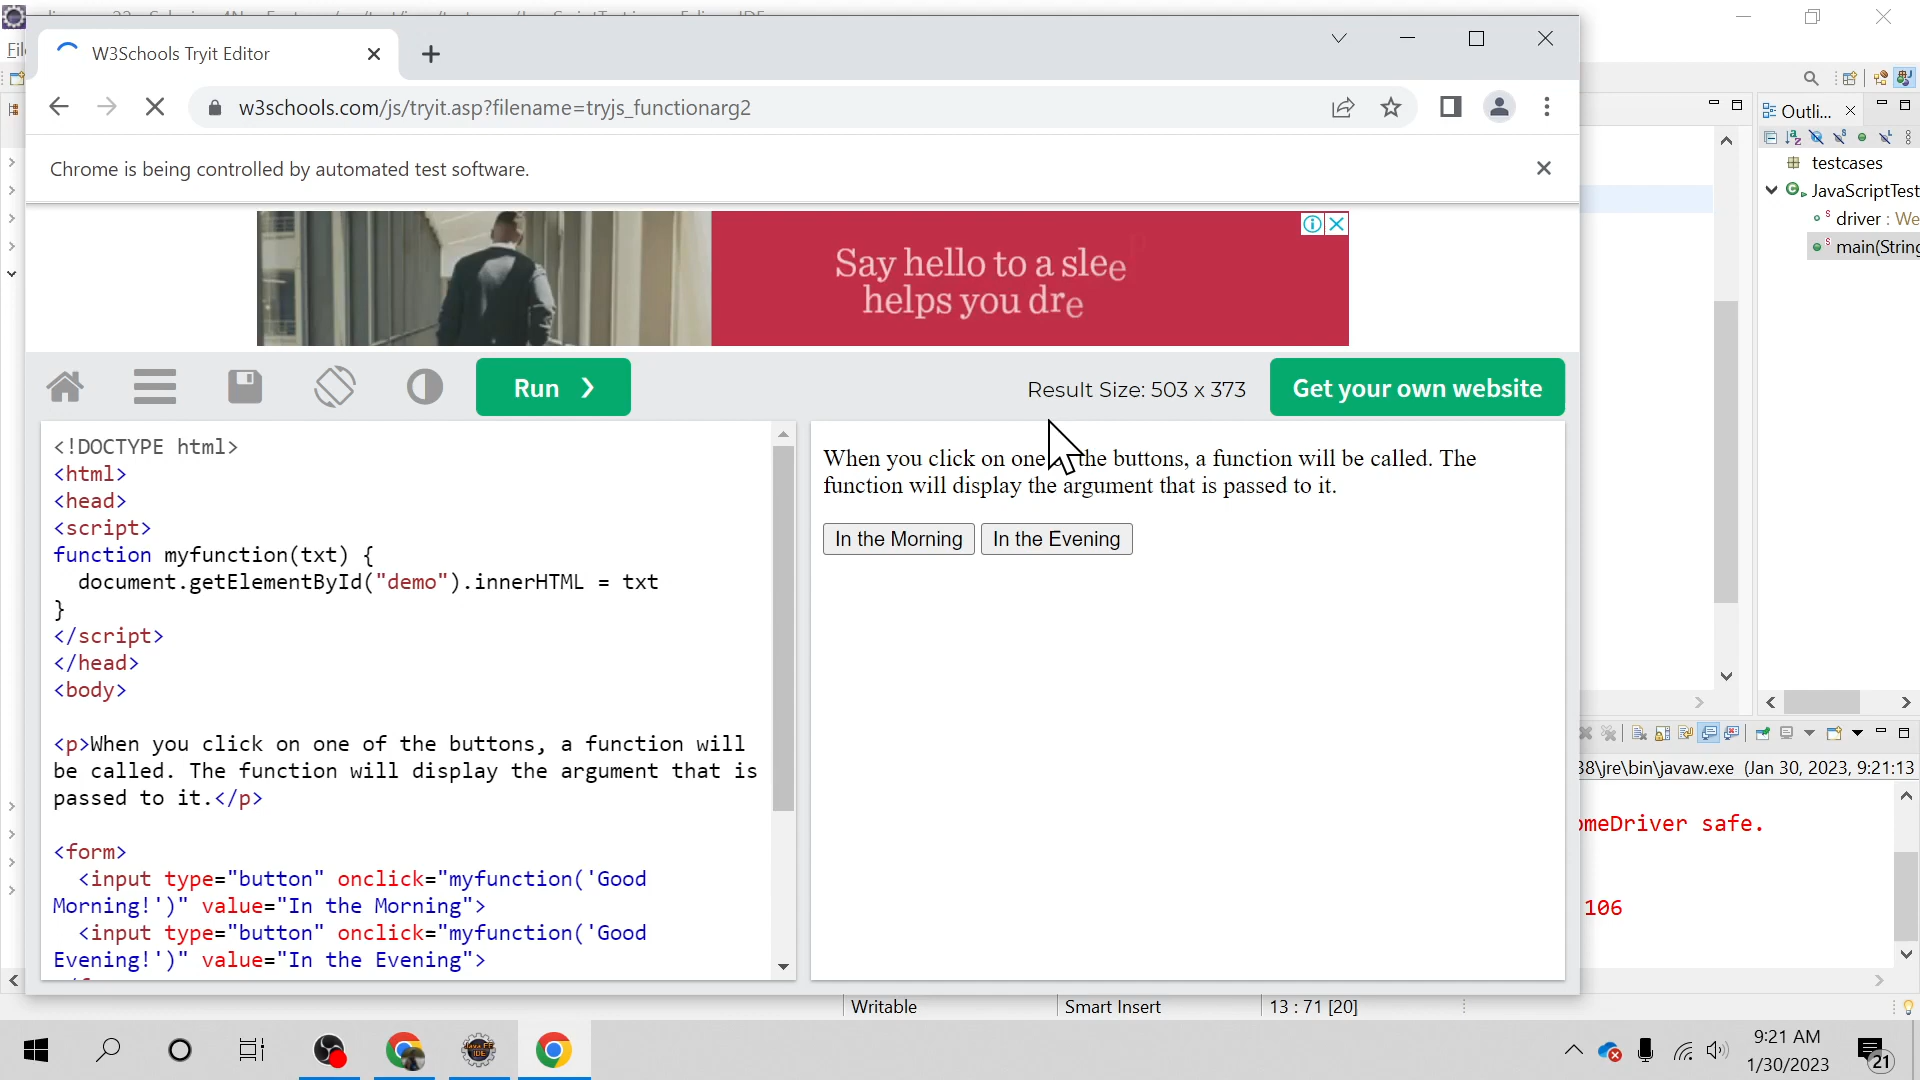 W3Schools Tryit Editor
w3schools.com/js/tryit.asp?filename=tryjs_functionarg2
Chrome is being controlled by automated test software.
Say hello to a slee
helps you dre
Run ❯
Result Size: 503 x 373
Get your own website
<!DOCTYPE html>
<html>
<head>
<script>
function myfunction(txt) {
  document.getElementById("demo").innerHTML = txt
}
</script>
</head>
<body>
<p>When you click on one of the buttons, a function will
be called. The function will display the argument that is
passed to it.</p>
<form>
  <input type="button" onclick="myfunction('Good
Morning!')" value="In the Morning">
  <input type="button" onclick="myfunction('Good
Evening!')" value="In the Evening">
When you click on one the buttons, a function will be called. The
function will display the argument that is passed to it.
In the Morning
In the Evening
Outli...
testcases
JavaScriptTest
driver : We
main(String
38\jre\bin\javaw.exe (Jan 30, 2023, 9:21:13
omeDriver safe.
106
Writable
Smart Insert
13 : 71 [20]
9:21 AM
1/30/2023
21